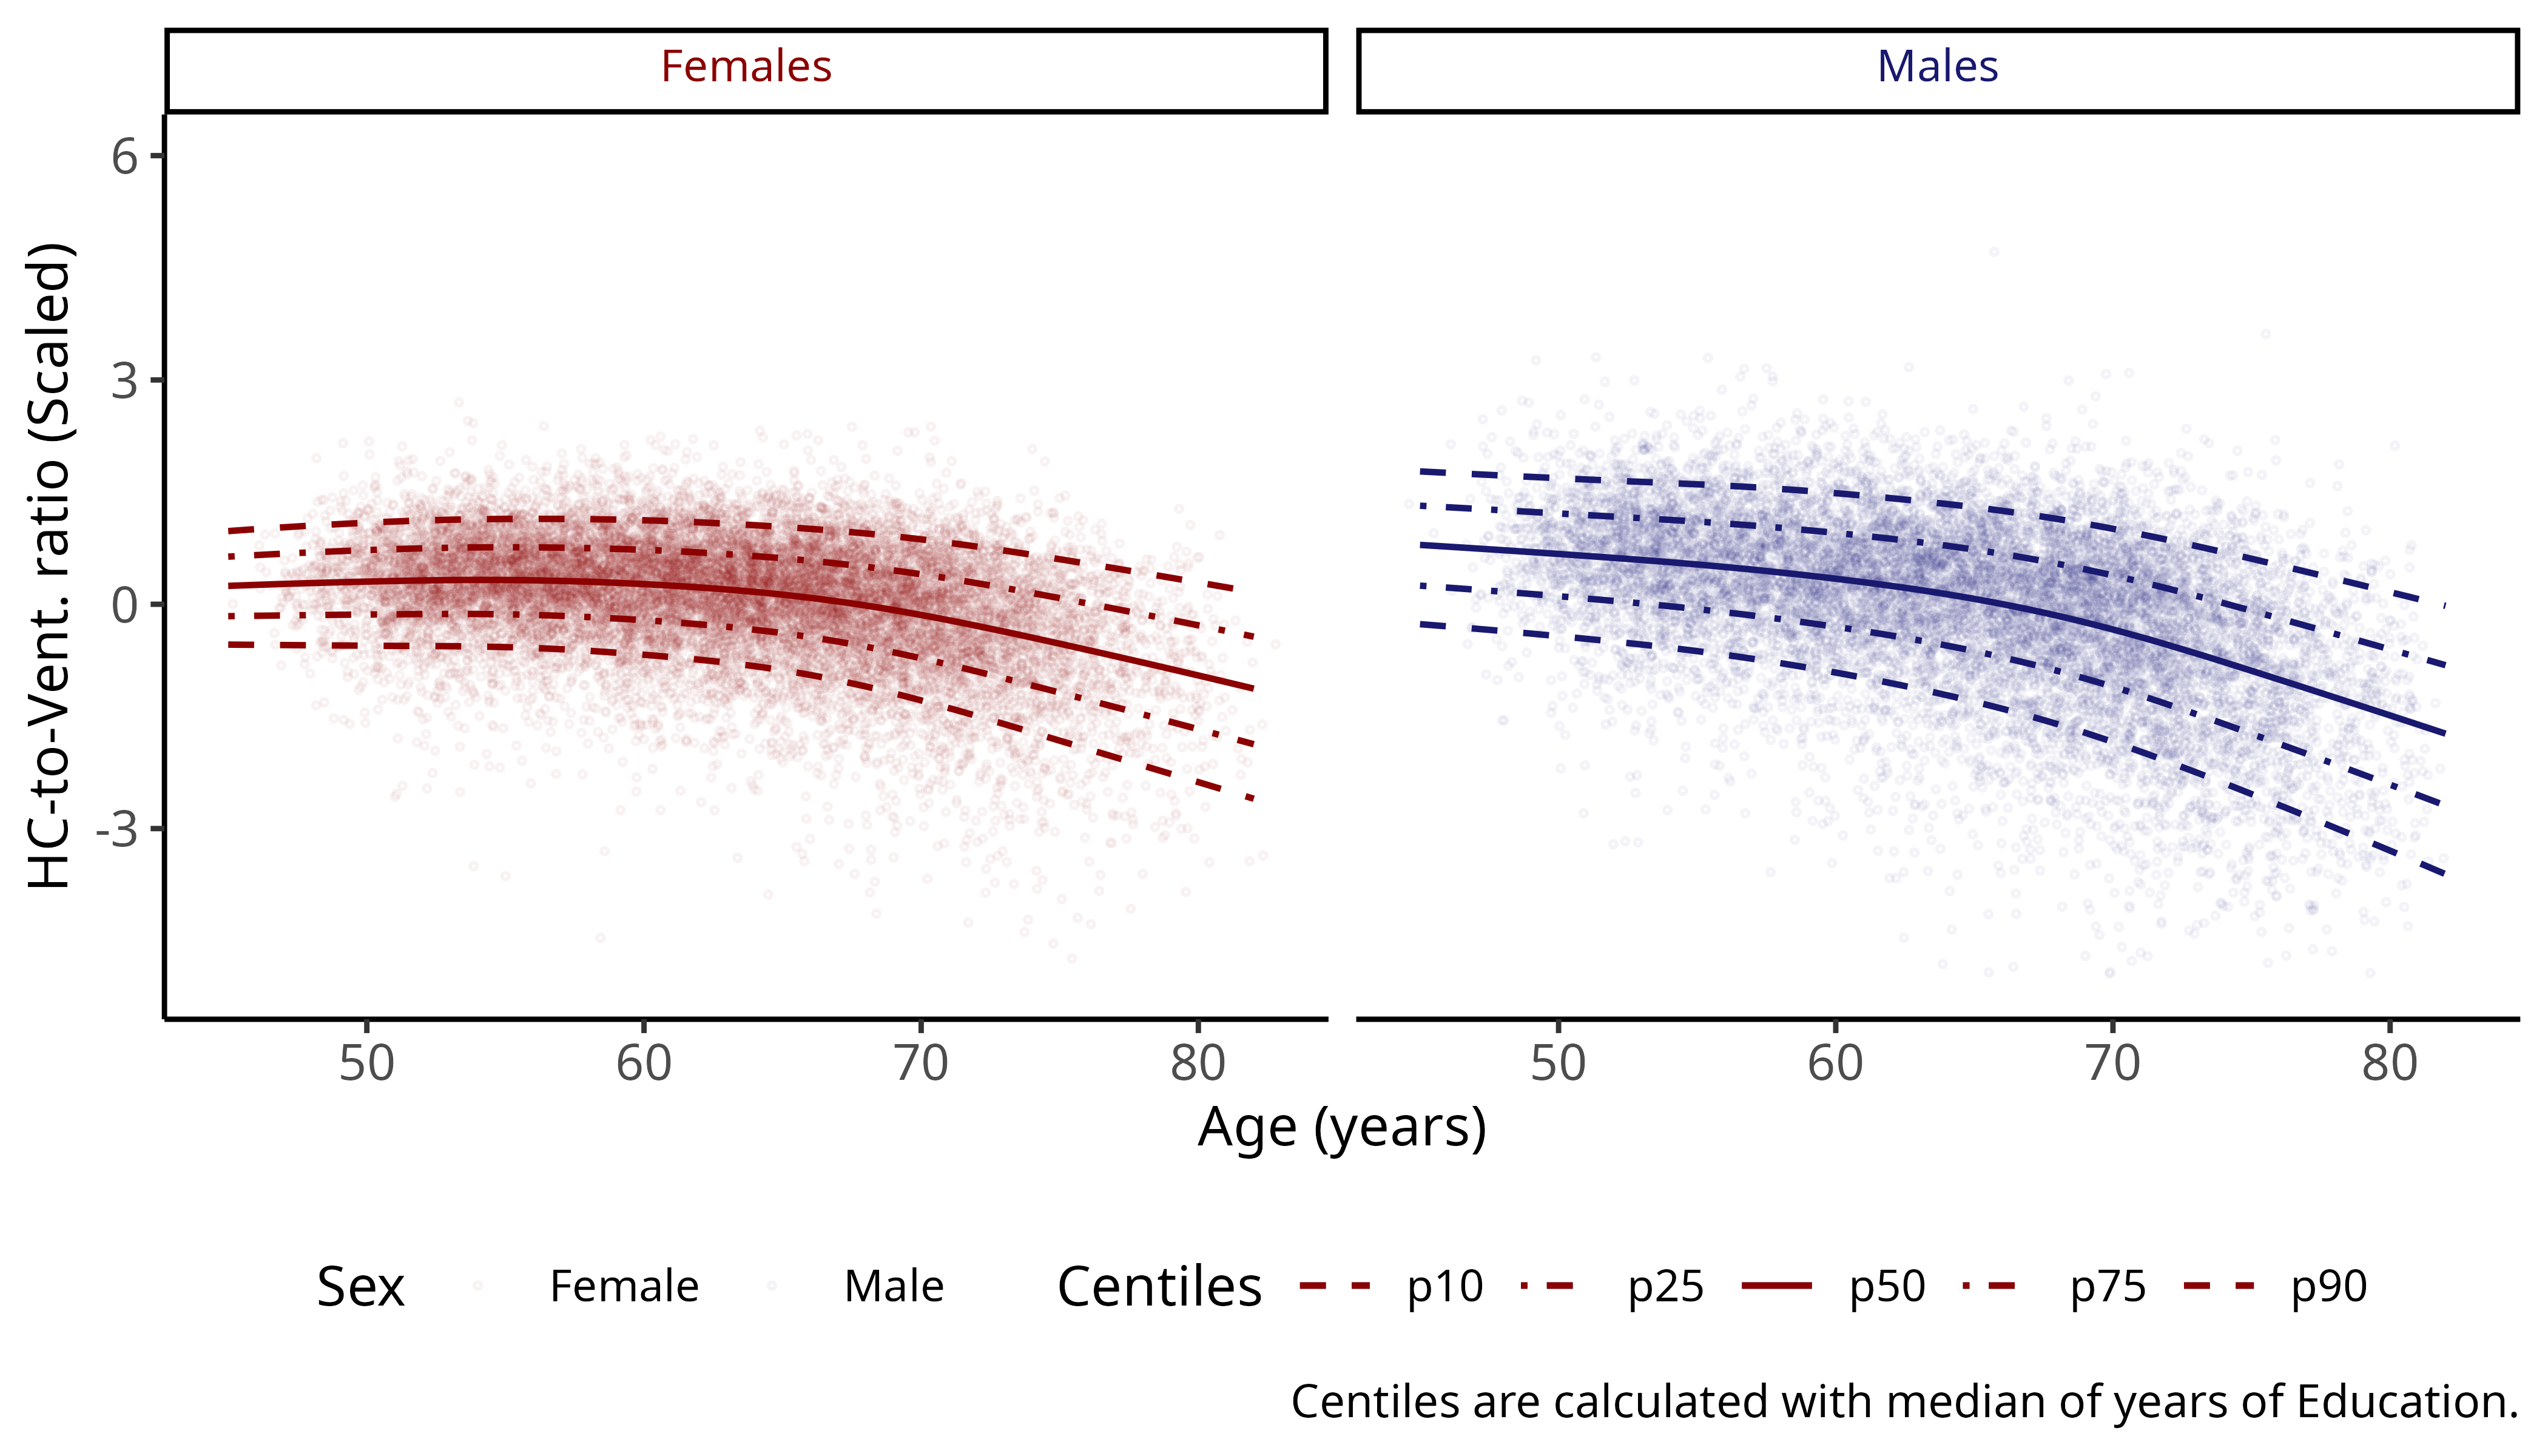 Females
Males
HC-to-Vent. ratio (Scaled)
6
3
0
-3
50 60 70 80
50 60 70 80
Age (years)
Sex Female Male Centiles p10 p25 p50 p75 p90
Centiles are calculated with median of years of Education.